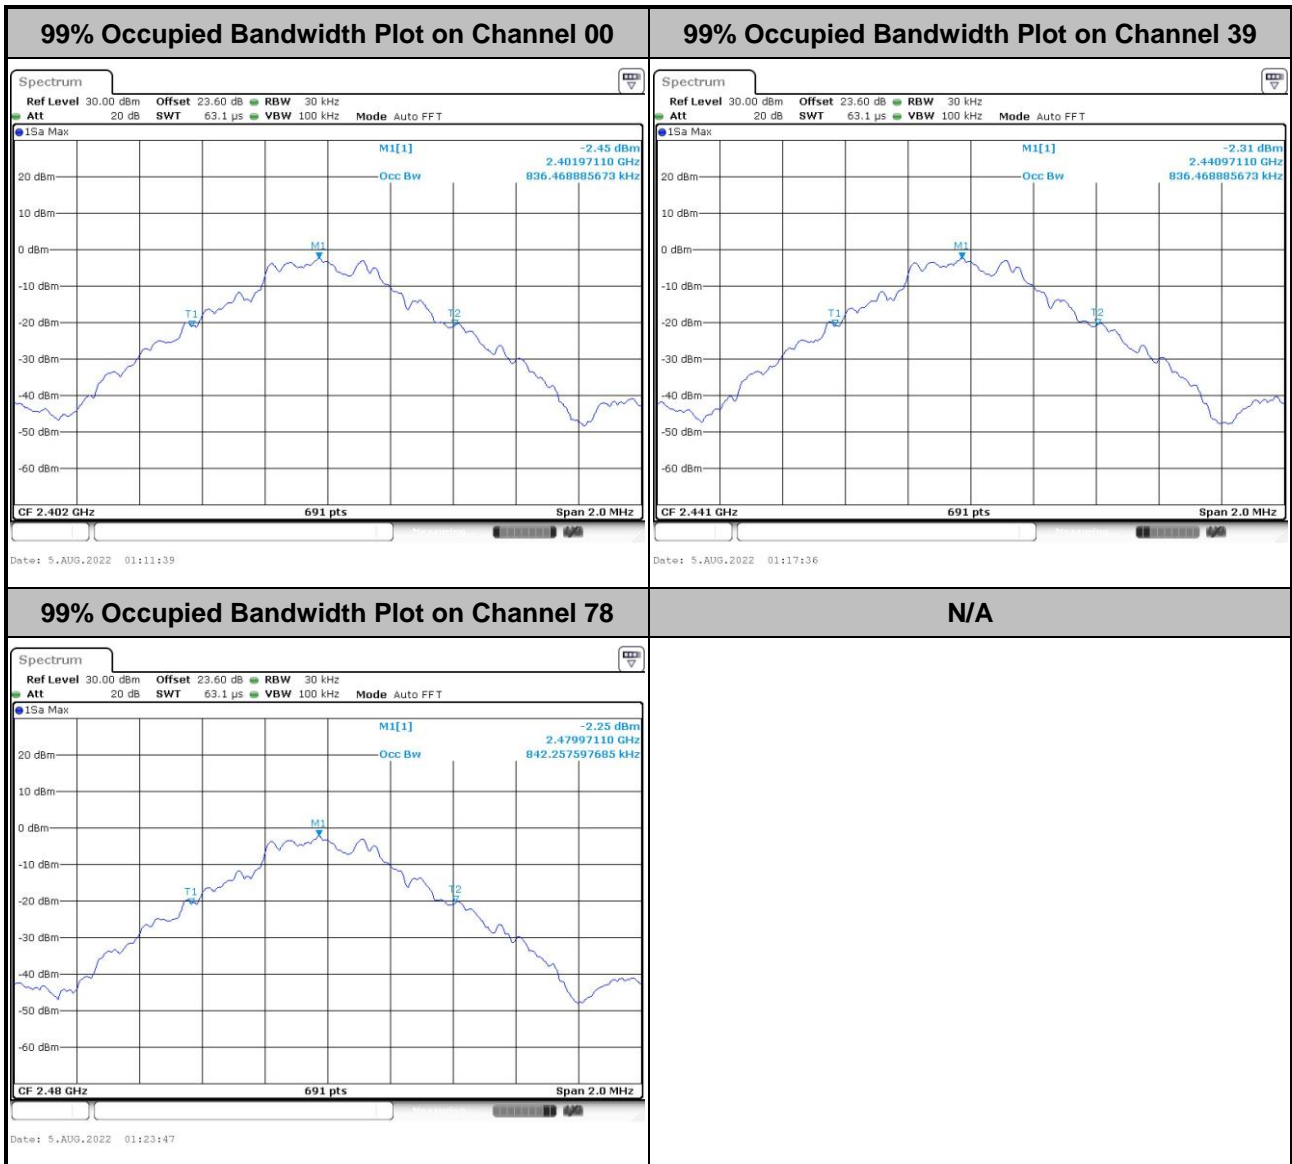 99% Occupied Bandwidth Plot on Channel 00
Spectrum
Ref Level 30.00 dBm Offset 23.60 dB RBW 30 kHz
Att 20 dB SWT 63.1 µs VBW 100 kHz Mode Auto FFT
1Sa Max
M1[1] -2.45 dBm
2.40197110 GHz
Occ Bw 836.468885673 kHz
20 dBm
10 dBm
0 dBm
M1
-10 dBm
T1
T2
-20 dBm
-30 dBm
-40 dBm
-50 dBm
-60 dBm
CF 2.402 GHz 691 pts Span 2.0 MHz
Date: 5.AUG.2022 01:11:39
99% Occupied Bandwidth Plot on Channel 39
Spectrum
Ref Level 30.00 dBm Offset 23.60 dB RBW 30 kHz
Att 20 dB SWT 63.1 µs VBW 100 kHz Mode Auto FFT
1Sa Max
M1[1] -2.31 dBm
2.44097110 GHz
Occ Bw 836.468885673 kHz
20 dBm
10 dBm
0 dBm
M1
-10 dBm
T1
T2
-20 dBm
-30 dBm
-40 dBm
-50 dBm
-60 dBm
CF 2.441 GHz 691 pts Span 2.0 MHz
Date: 5.AUG.2022 01:17:36
99% Occupied Bandwidth Plot on Channel 78
Spectrum
Ref Level 30.00 dBm Offset 23.60 dB RBW 30 kHz
Att 20 dB SWT 63.1 µs VBW 100 kHz Mode Auto FFT
1Sa Max
M1[1] -2.25 dBm
2.47997110 GHz
Occ Bw 842.257597685 kHz
20 dBm
10 dBm
0 dBm
M1
-10 dBm
T1
T2
-20 dBm
-30 dBm
-40 dBm
-50 dBm
-60 dBm
CF 2.48 GHz 691 pts Span 2.0 MHz
Date: 5.AUG.2022 01:23:47
N/A